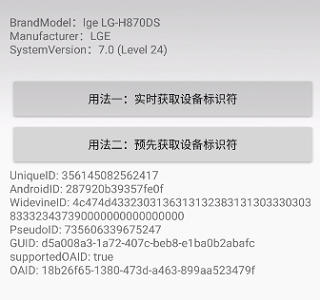 BrandModel：lge LG-H870DS
Manufacturer：LGE
SystemVersion：7.0 (Level 24)
用法一：实时获取设备标识符
用法二：预先获取设备标识符
UniqueID: 356145082562417
AndroidID: 287920b39357fe0f
WidevineID: 4c474d4332303136313132383131303330303
83332343739000000000000000000
PseudoID: 735606339675247
GUID: d5a008a3-1a72-407c-beb8-e1ba0b2abafc
supportedOAID: true
OAID: 18b26f65-1380-473d-a463-899aa523479f